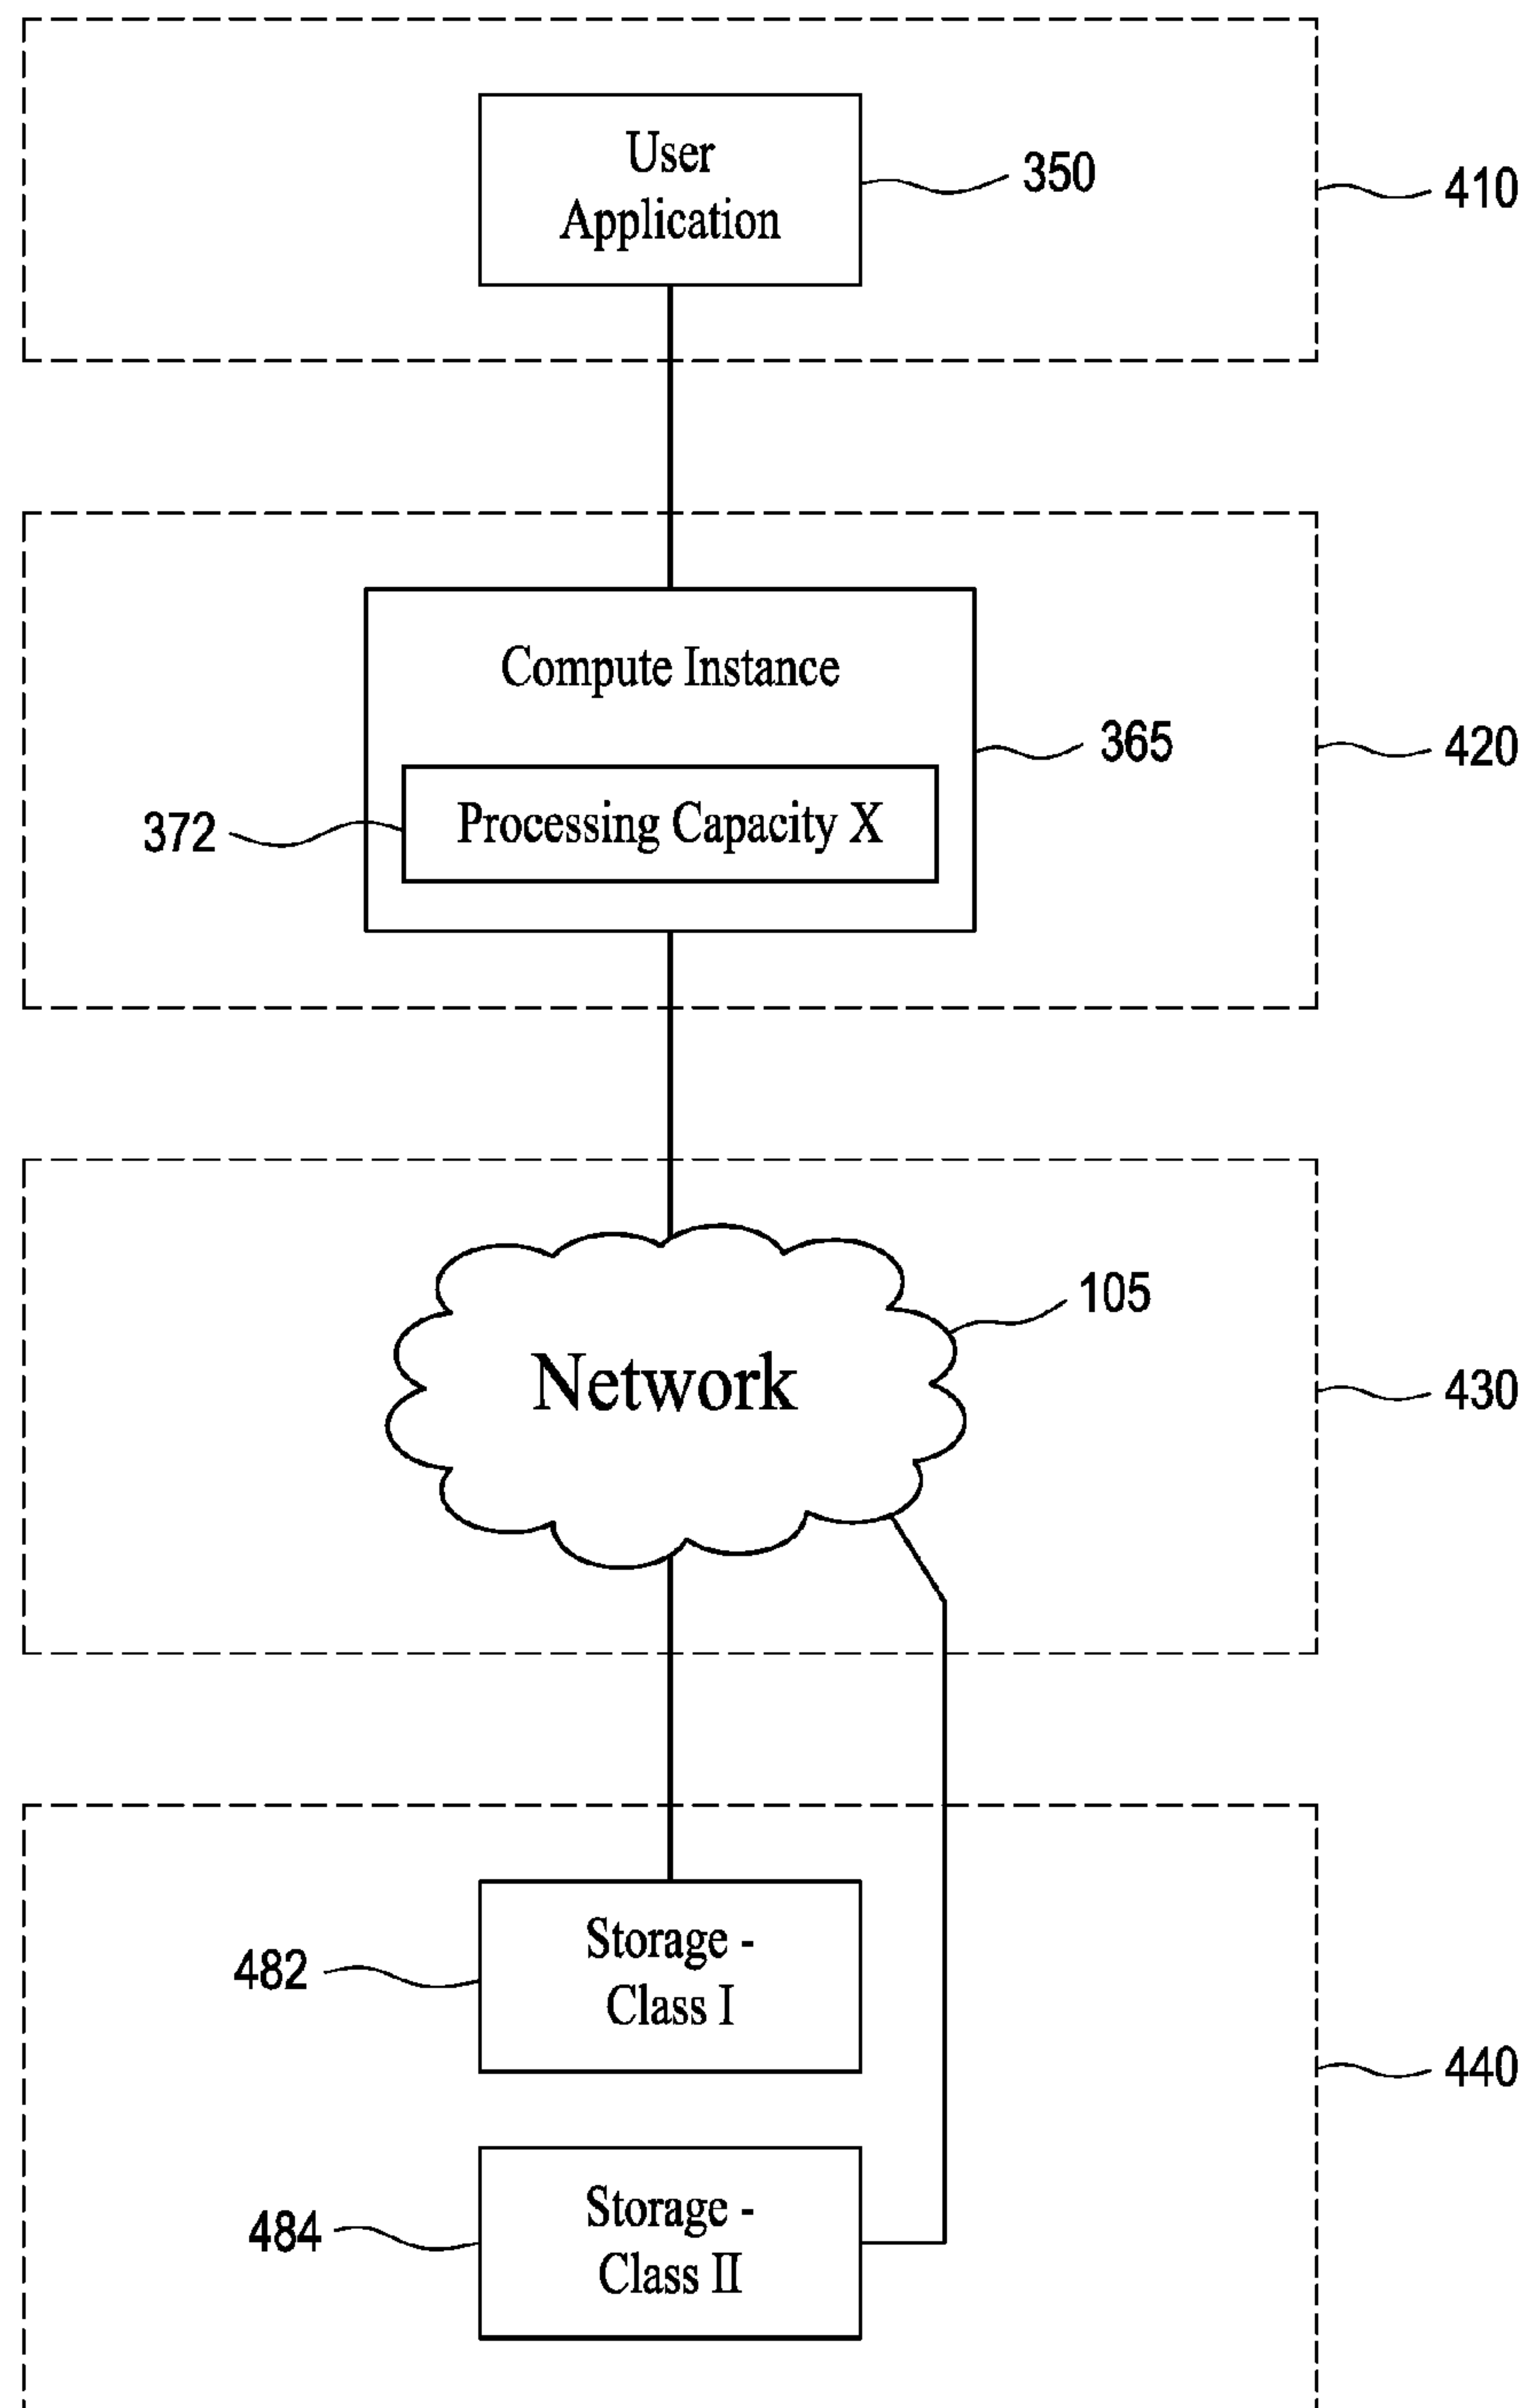 User
Application
350
410
Compute Instance
365
420
372
Processing Capacity X
Network
105
430
Storage -
Class I
482
440
Storage -
Class II
484